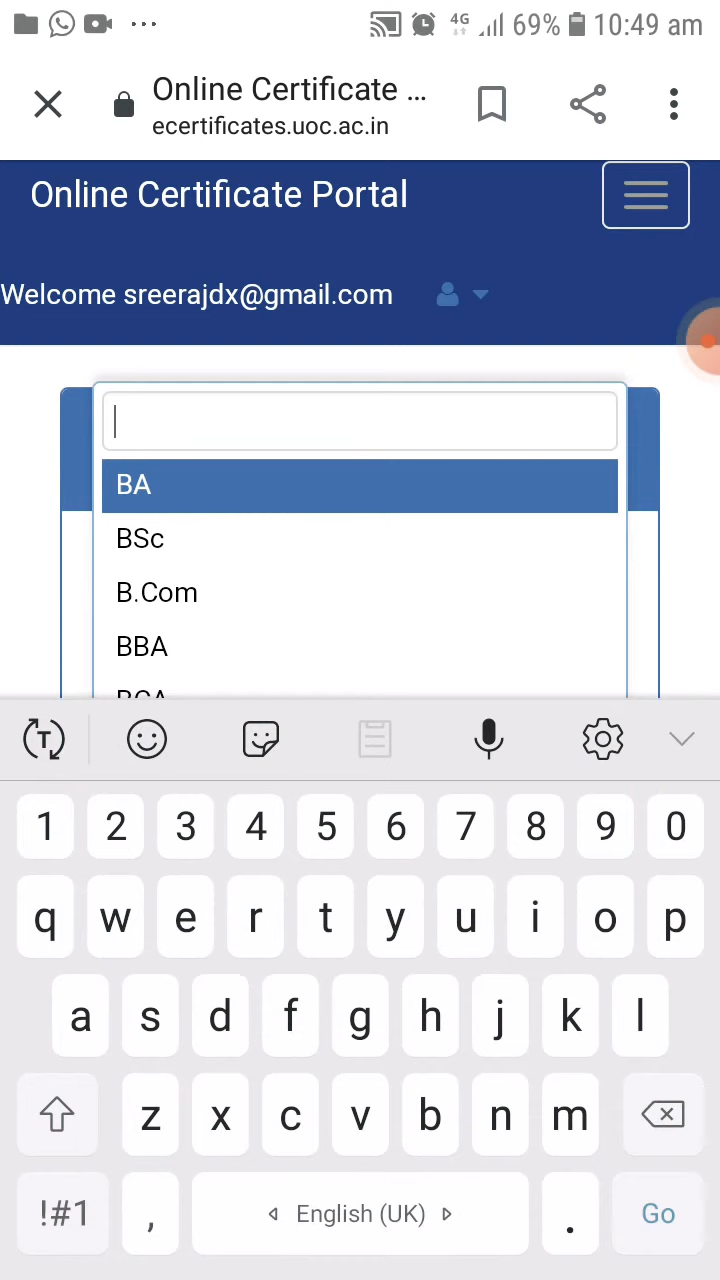 4G 69% 10:49 am
Online Certificate ...
ecertificates.uoc.ac.in
Online Certificate Portal
Welcome sreerajdx@gmail.com
BA
BSc
B.Com
BBA
BCA
T
1 2 3 4 5 6 7 8 9 0
q w e r t y u i o p
a s d f g h j k l
z x c v b n m
!#1 , English (UK) . Go